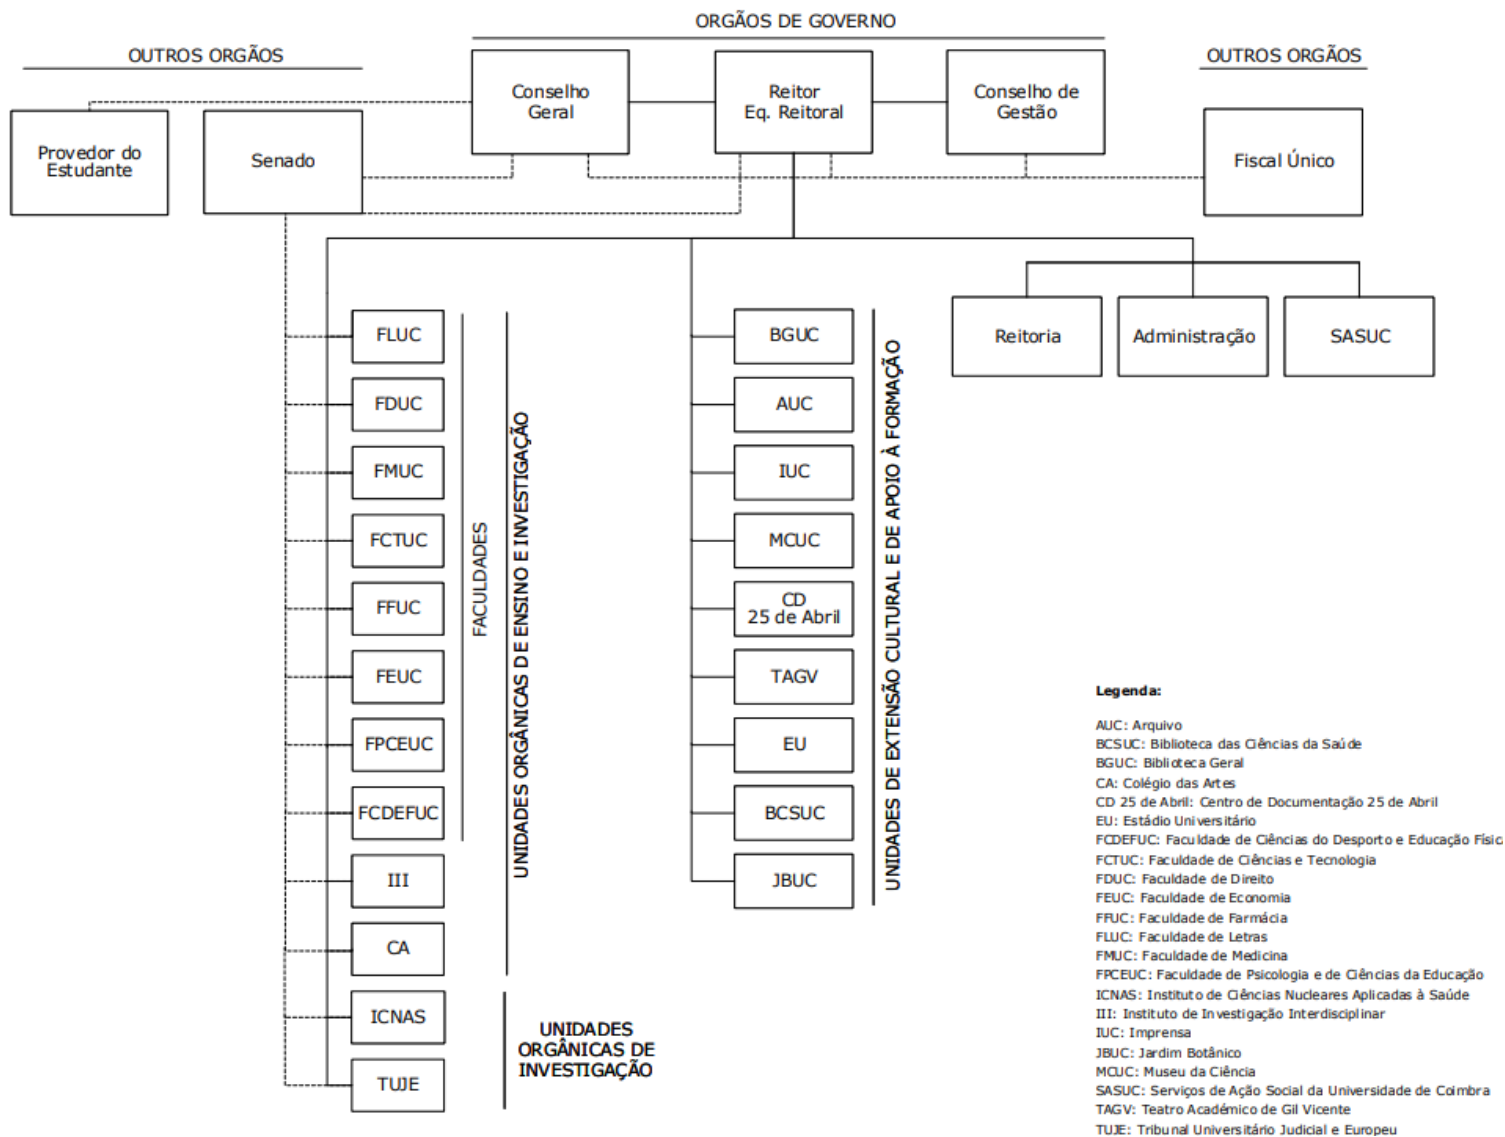 ORGÃOS DE GOVERNO
OUTROS ORGÃOS
OUTROS ORGÃOS
Conselho
Geral
Reitor
Eq. Reitoral
Conselho de
Gestão
Provedor do
Estudante
Senado
Fiscal Único
Reitoria
Administração
SASUC
FLUC
FDUC
FMUC
FCTUC
FFUC
FEUC
FPCEUC
FCDEFUC
III
CA
ICNAS
TUJE
FACULDADES
UNIDADES ORGÂNICAS DE ENSINO E INVESTIGAÇÃO
UNIDADES
ORGÂNICAS DE
INVESTIGAÇÃO
BGUC
AUC
IUC
MCUC
CD
25 de Abril
TAGV
EU
BCSUC
JBUC
UNIDADES DE EXTENSÃO CULTURAL E DE APOIO À FORMAÇÃO
Legenda:
AUC: Arquivo
BCSUC: Biblioteca das Ciências da Saúde
BGUC: Biblioteca Geral
CA: Colégio das Artes
CD 25 de Abril: Centro de Documentação 25 de Abril
EU: Estádio Universitário
FCDEFUC: Faculdade de Ciências do Desporto e Educação Físic
FCTUC: Faculdade de Ciências e Tecnologia
FDUC: Faculdade de Direito
FEUC: Faculdade de Economia
FFUC: Faculdade de Farmácia
FLUC: Faculdade de Letras
FMUC: Faculdade de Medicina
FPCEUC: Faculdade de Psicologia e de Ciências da Educação
ICNAS: Instituto de Ciências Nucleares Aplicadas à Saúde
III: Instituto de Investigação Interdisciplinar
IUC: Imprensa
JBUC: Jardim Botânico
MCUC: Museu da Ciência
SASUC: Serviços de Ação Social da Universidade de Coimbra
TAGV: Teatro Académico de Gil Vicente
TUJE: Tribunal Universitário Judicial e Europeu